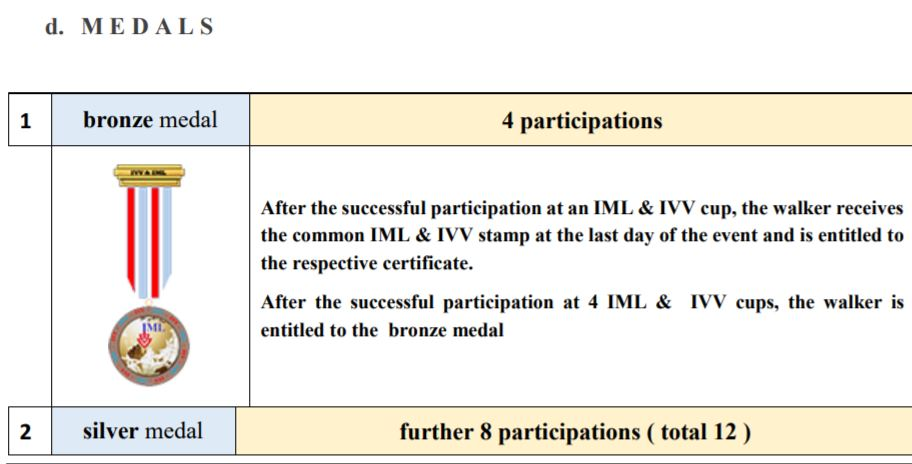 d. MEDALS
1 bronze medal 4 participations
IVV & IML
After the successful participation at an IML & IVV cup, the walker receives
the common IML & IVV stamp at the last day of the event and is entitled to
the respective certificate.
After the successful participation at 4 IML & IVV cups, the walker is
entitled to the bronze medal
IML
2 silver medal further 8 participations ( total 12 )